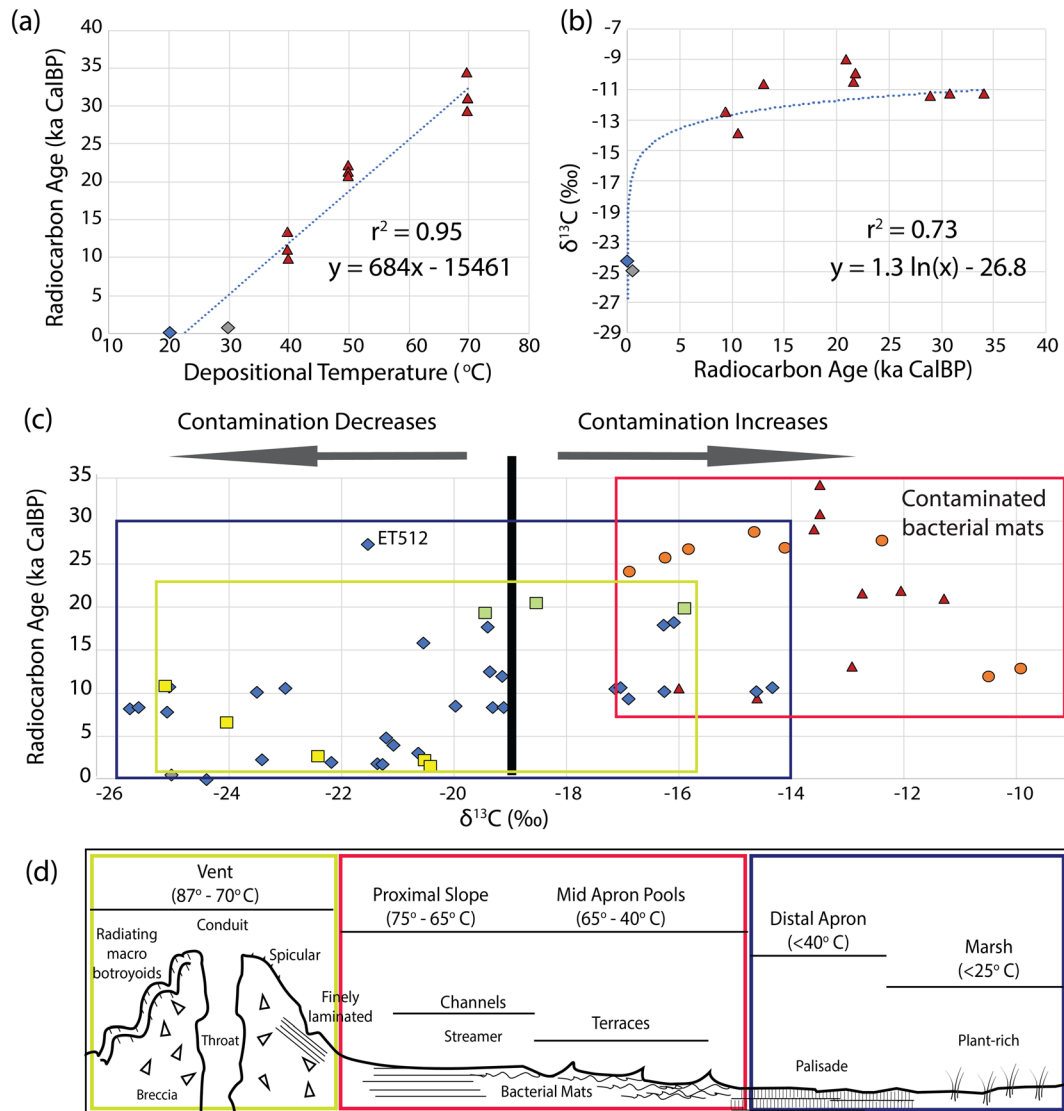 (a)
40
35
30
25
20
15
10
5
0
Radiocarbon Age (ka CalBP)
r² = 0.95
y = 684x - 15461
10 20 30 40 50 60 70 80
Depositional Temperature (°C)
(b)
-7
-9
-11
-13
-15
-17
-19
-21
-23
-25
-27
-29
δ¹³C (‰)
r² = 0.73
y = 1.3 ln(x) - 26.8
0 5 10 15 20 25 30 35 40
Radiocarbon Age (ka CalBP)
(c)
Contamination Decreases
Contamination Increases
35
30
25
20
15
10
5
0
Radiocarbon Age (ka CalBP)
ET512
Contaminated
bacterial mats
-26 -24 -22 -20 -18 -16 -14 -12 -10
δ¹³C (‰)
(d)
Vent
(87° - 70° C)
Conduit
Radiating
macro
botroyoids
Spicular
Finely
laminated
Throat
Breccia
Proximal Slope
(75° - 65° C)
Mid Apron Pools
(65° - 40° C)
Channels
Streamer
Terraces
Bacterial Mats
Distal Apron
(<40° C)
Marsh
(<25° C)
Plant-rich
Palisade